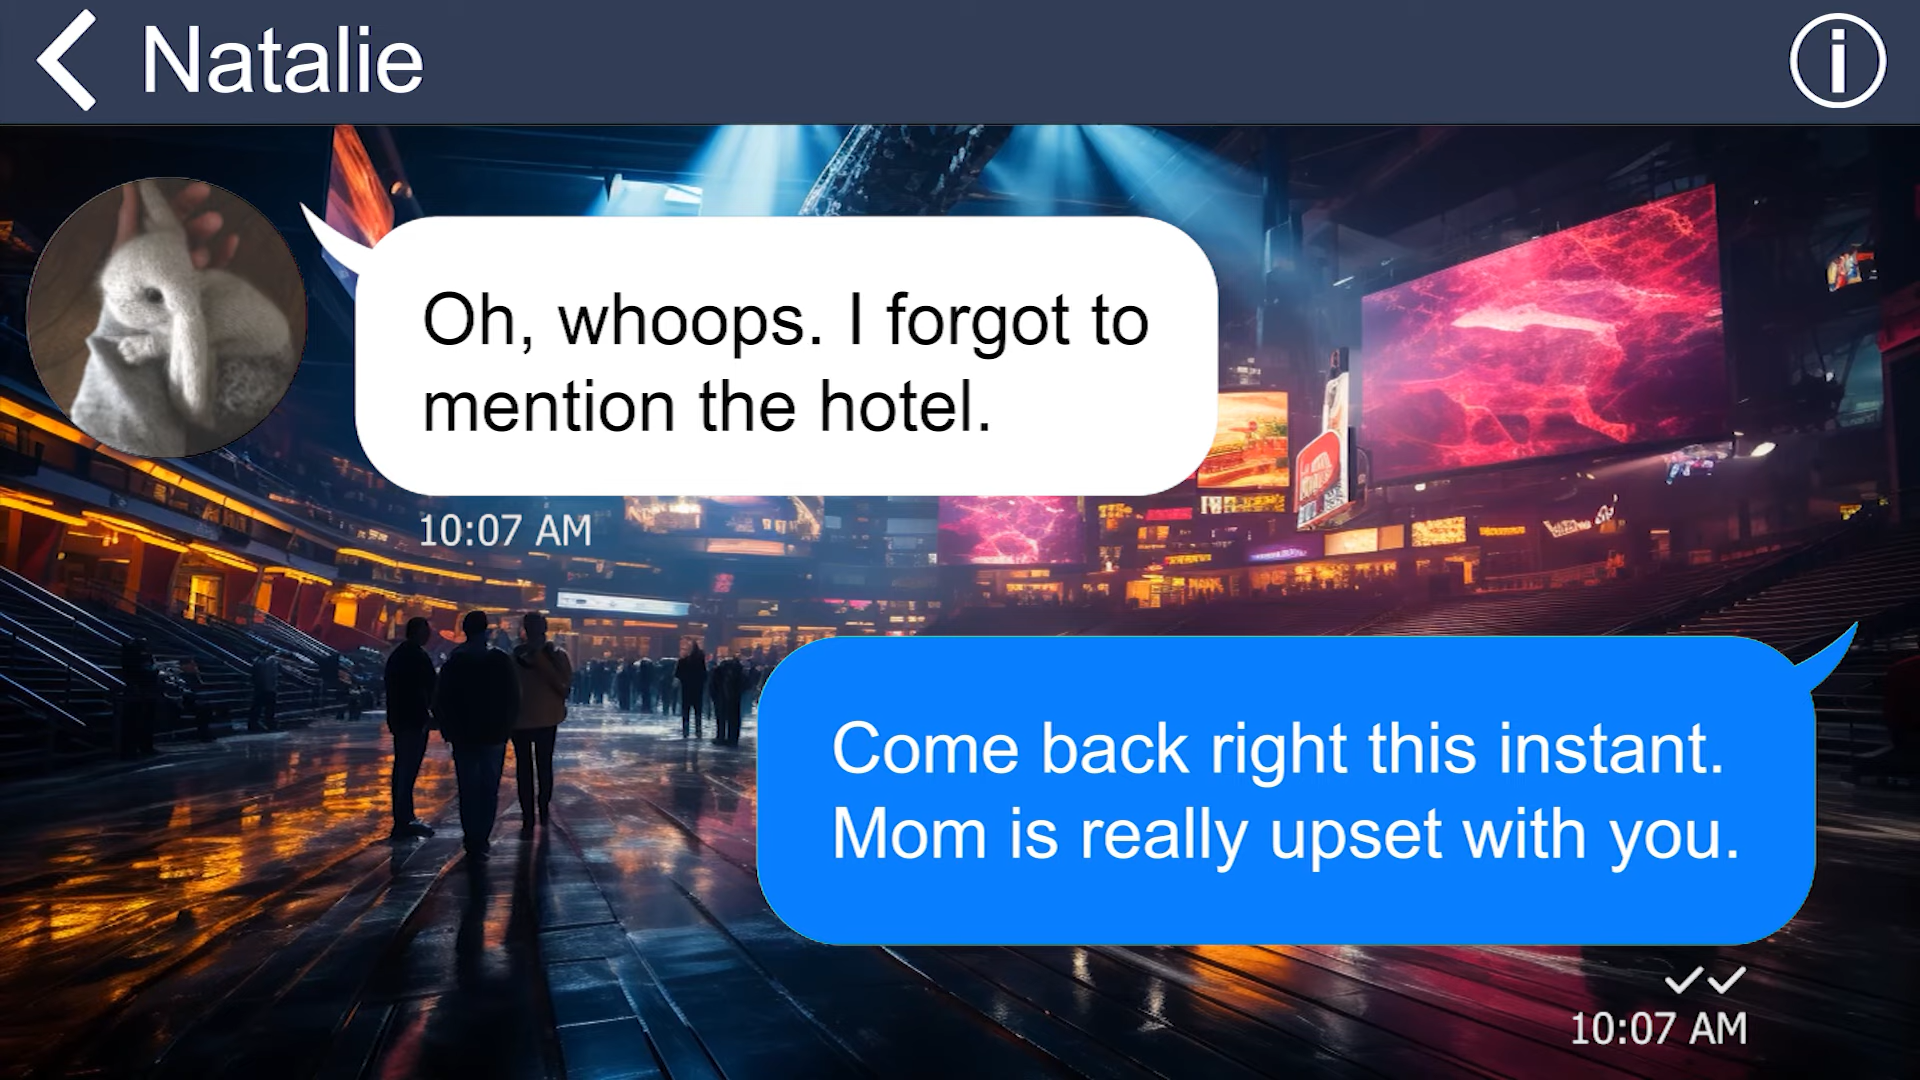 Natalie
Oh, whoops. I forgot to
mention the hotel.
10:07 AM
Come back right this instant.
Mom is really upset with you.
10:07 AM